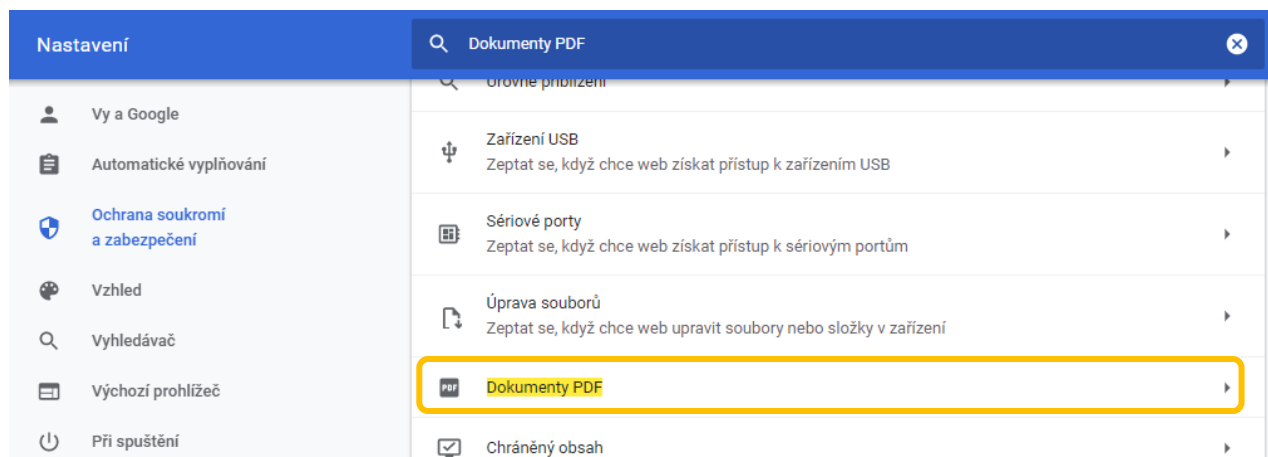 Nastavení
Dokumenty PDF
Vy a Google
Automatické vyplňování
Ochrana soukromí
a zabezpečení
Vzhled
Vyhledávač
Výchozí prohlížeč
Při spuštění
Úrovně přiblížení
Zařízení USB
Zeptat se, když chce web získat přístup k zařízením USB
Sériové porty
Zeptat se, když chce web získat přístup k sériovým portům
Úprava souborů
Zeptat se, když chce web upravit soubory nebo složky v zařízení
PDF
Dokumenty PDF
Chráněný obsah